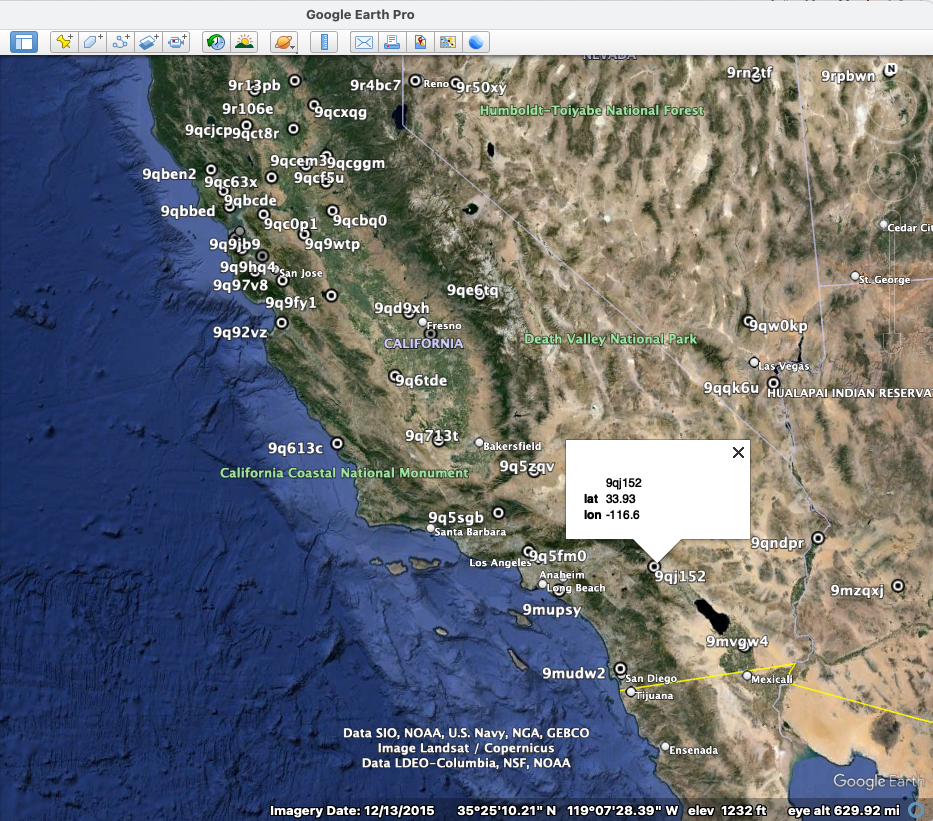 Google Earth Pro
NEVADA
9r13pb
9r4bc7
Reno
9r50xy
9rn2tf
9rpbwn
N
9r106e
9qcxqg
Humboldt-Toiyabe National Forest
9qcjcp
9qct8r
9qcem3
9qcggm
9qben2
9qc63x
9qcf5u
9qbcde
9qbbed
9qc0p1
9qcbq0
Cedar Cit
9q9jb9
9q9wtp
9q9hq4
San Jose
St. George
9q97v8
9qe6tq
9q9fy1
9qd9xh
Fresno
9qw0kp
9q92vz
CALIFORNIA
Death Valley National Park
Las Vegas
9q6tde
9qqk6u
HUALAPAI INDIAN RESERVA
9q713t
9q613c
Bakersfield
9q5zqv
California Coastal National Monument
9qj152
lat 33.93
lon -116.6
9q5sgb
Santa Barbara
9qndpr
Los Angeles
9q5fm0
Anaheim
9qj152
Long Beach
9mzqxj
9mupsy
9mvgw4
9mudw2
San Diego
Mexicali
Tijuana
Data SIO, NOAA, U.S. Navy, NGA, GEBCO
Image Landsat / Copernicus
Data LDEO-Columbia, NSF, NOAA
Ensenada
Google Earth
Imagery Date: 12/13/2015 35°25'10.21" N 119°07'28.39" W elev 1232 ft eye alt 629.92 mi